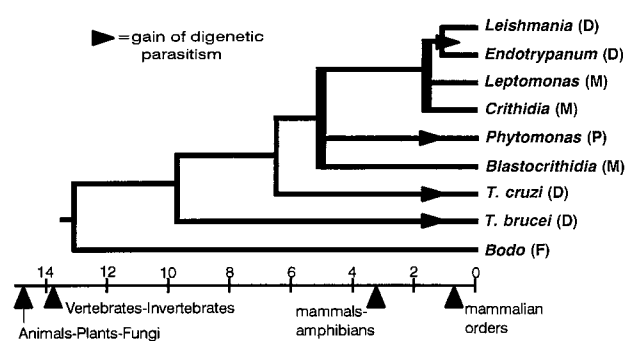 =gain of digenetic
parasitism
Leishmania (D)
Endotrypanum (D)
Leptomonas (M)
Crithidia (M)
Phytomonas (P)
Blastocrithidia (M)
T. cruzi (D)
T. brucei (D)
Bodo (F)
14 12 10 8 6 4 2 0
Vertebrates-Invertebrates
Animals-Plants-Fungi
mammals-
amphibians
mammalian
orders